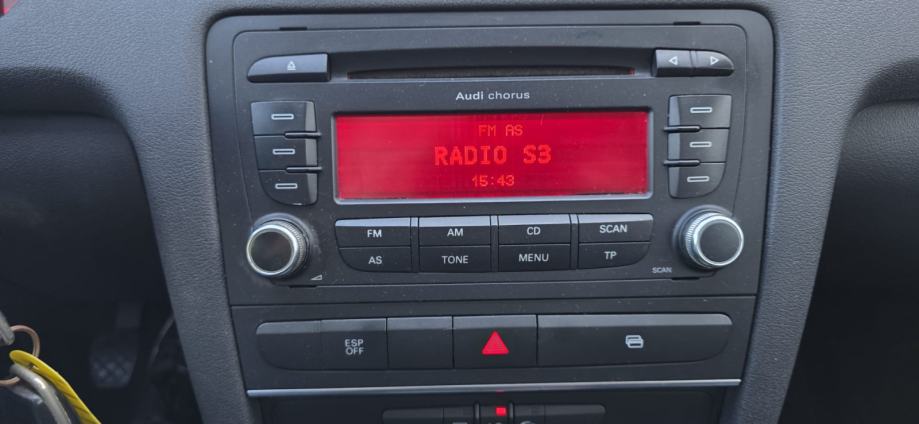 Audi chorus
FM AS
RADIO S3
15:43
FM AM CD SCAN
AS TONE MENU TP
SCAN
ESP
OFF